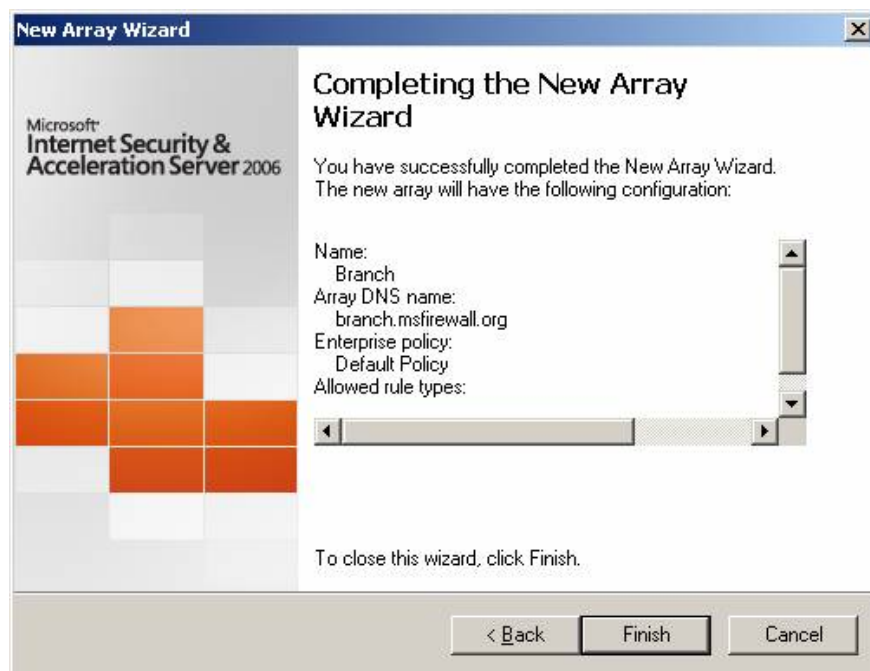 New Array Wizard
Microsoft
Internet Security &
Acceleration Server 2006
Completing the New Array
Wizard
You have successfully completed the New Array Wizard.
The new array will have the following configuration:
Name:
Branch
Array DNS name:
branch.msfirewall.org
Enterprise policy:
Default Policy
Allowed rule types:
To close this wizard, click Finish.
< Back
Finish
Cancel